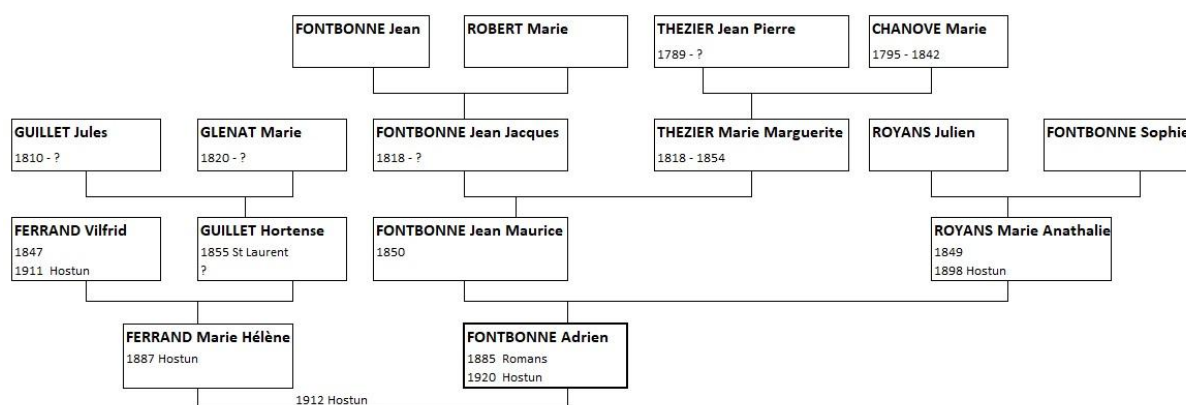 FONTBONNE Jean
ROBERT Marie
THEZIER Jean Pierre
1789 - ?
CHANOVE Marie
1795 - 1842
GUILLET Jules
1810 - ?
GLENAT Marie
1820 - ?
FONTBONNE Jean Jacques
1818 - ?
THEZIER Marie Marguerite
1818 - 1854
ROYANS Julien
FONTBONNE Sophie
FERRAND Vilfrid
1847
1911 Hostun
GUILLET Hortense
1855 St Laurent
?
FONTBONNE Jean Maurice
1850
ROYANS Marie Anathalie
1849
1898 Hostun
FERRAND Marie Hélène
1887 Hostun
FONTBONNE Adrien
1885 Romans
1920 Hostun
1912 Hostun